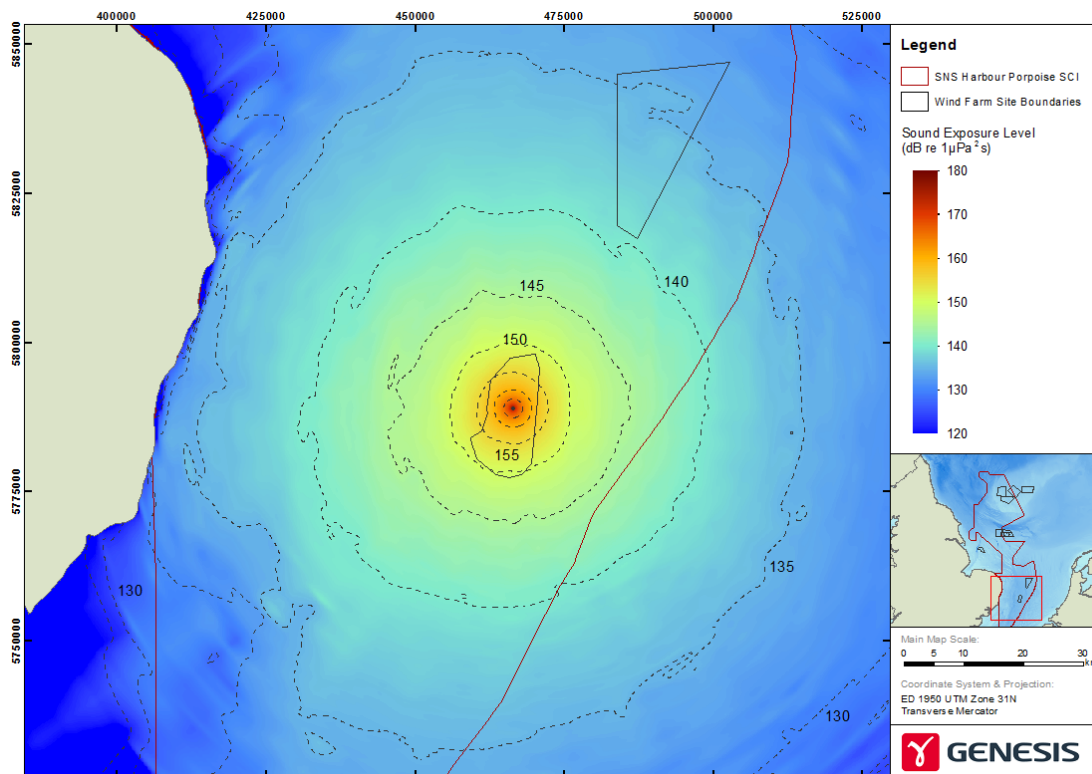 400000 425000 450000 475000 500000 525000
5850000
5825000
5800000
5775000
5750000
145
140
150
155
135
130
130
Legend
SNS Harbour Porpoise SCI
Wind Farm Site Boundaries
Sound Exposure Level
(dB re 1µPa²s)
180
170
160
150
140
130
120
Main Map Scale:
0 5 10 20 30
km
Coordinate System & Projection:
ED 1950 UTM Zone 31N
Transverse Mercator
GENESIS